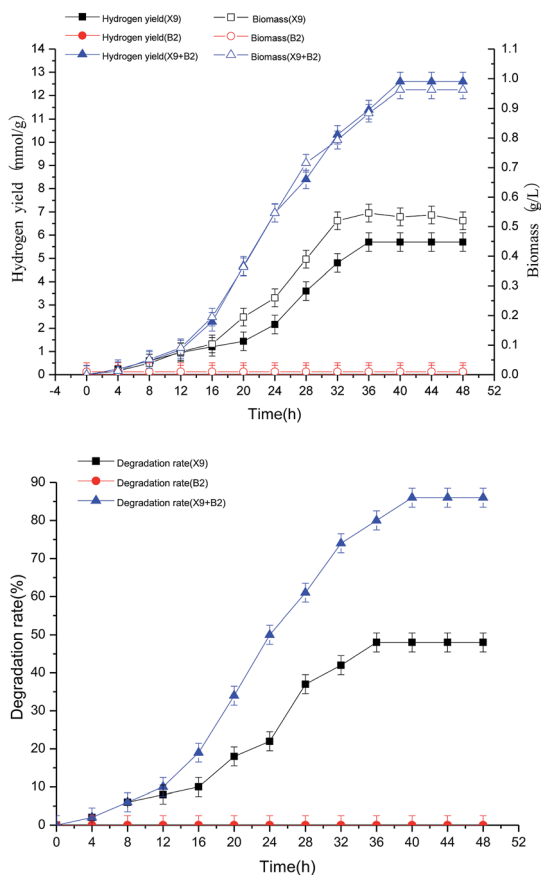 Hydrogen yield(X9) Biomass(X9)
Hydrogen yield(B2) Biomass(B2)
Hydrogen yield(X9+B2) Biomass(X9+B2)
14 1.1
13 1.0
12 0.9
11 0.8
10 0.7
9 0.6
8 0.5
7 0.4
6 0.3
5 0.2
4 0.1
3 0.0
2
1
0
Hydrogen yield (mmol/g)
Biomass (g/L)
-4 0 4 8 12 16 20 24 28 32 36 40 44 48 52
Time(h)
Degradation rate(X9)
Degradation rate(B2)
Degradation rate(X9+B2)
90
80
70
60
50
40
30
20
10
0
Degradation rate(%)
0 4 8 12 16 20 24 28 32 36 40 44 48 52
Time(h)